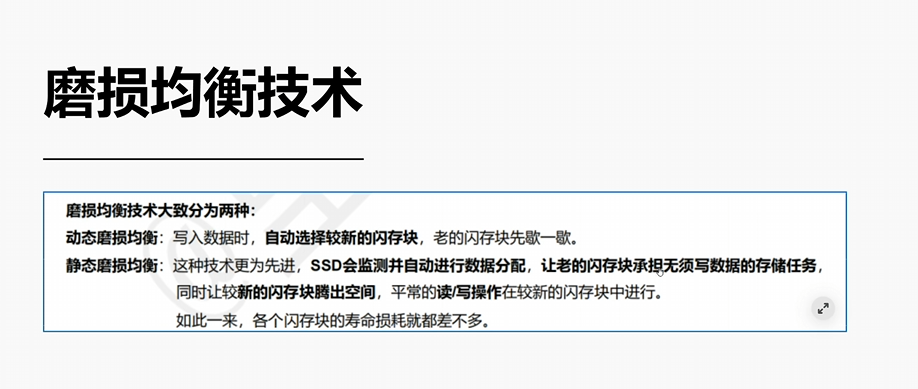 磨损均衡技术
磨损均衡技术大致分为两种：
动态磨损均衡：写入数据时，自动选择较新的闪存块，老的闪存块先歇一歇。
静态磨损均衡：这种技术更为先进，SSD会监测并自动进行数据分配，让老的闪存块承担无须写数据的存储任务，
同时让较新的闪存块腾出空间，平常的读/写操作在较新的闪存块中进行。
如此一来，各个闪存块的寿命损耗就都差不多。